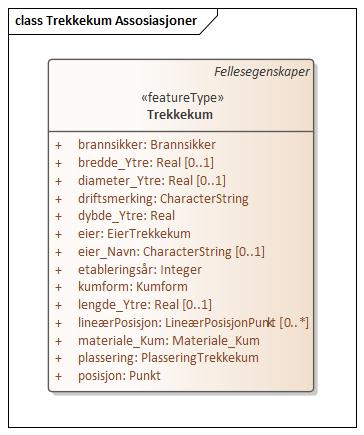 class Trekkekum Assosiasjoner
Fellesegenskaper
«featureType»
Trekkekum
+ brannsikker: Brannsikker
+ bredde_Ytre: Real [0..1]
+ diameter_Ytre: Real [0..1]
+ driftsmerking: CharacterString
+ dybde_Ytre: Real
+ eier: EierTrekkekum
+ eier_Navn: CharacterString [0..1]
+ etableringsår: Integer
+ kumform: Kumform
+ lengde_Ytre: Real [0..1]
+ lineærPosisjon: LineærPosisjonPunkt [0..*]
+ materiale_Kum: Materiale_Kum
+ plassering: PlasseringTrekkekum
+ posisjon: Punkt